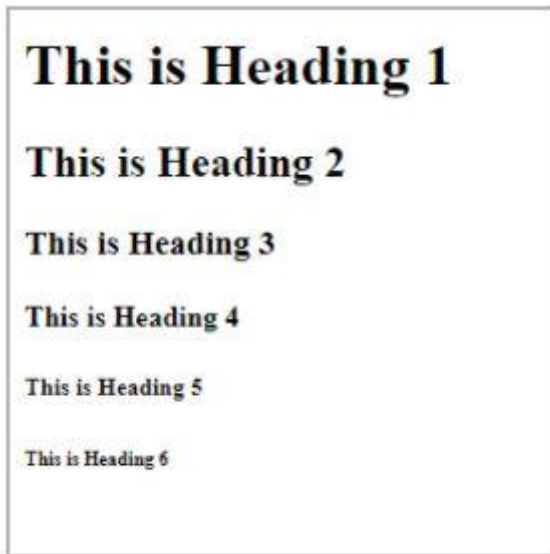 This is Heading 1
This is Heading 2
This is Heading 3
This is Heading 4
This is Heading 5
This is Heading 6